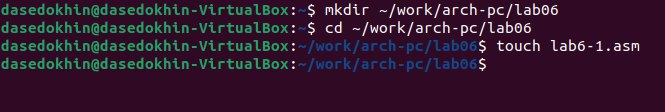 dasedokhin@dasedokhin-VirtualBox:~$ mkdir ~/work/arch-pc/lab06
dasedokhin@dasedokhin-VirtualBox:~$ cd ~/work/arch-pc/lab06
dasedokhin@dasedokhin-VirtualBox:~/work/arch-pc/lab06$ touch lab6-1.asm
dasedokhin@dasedokhin-VirtualBox:~/work/arch-pc/lab06$